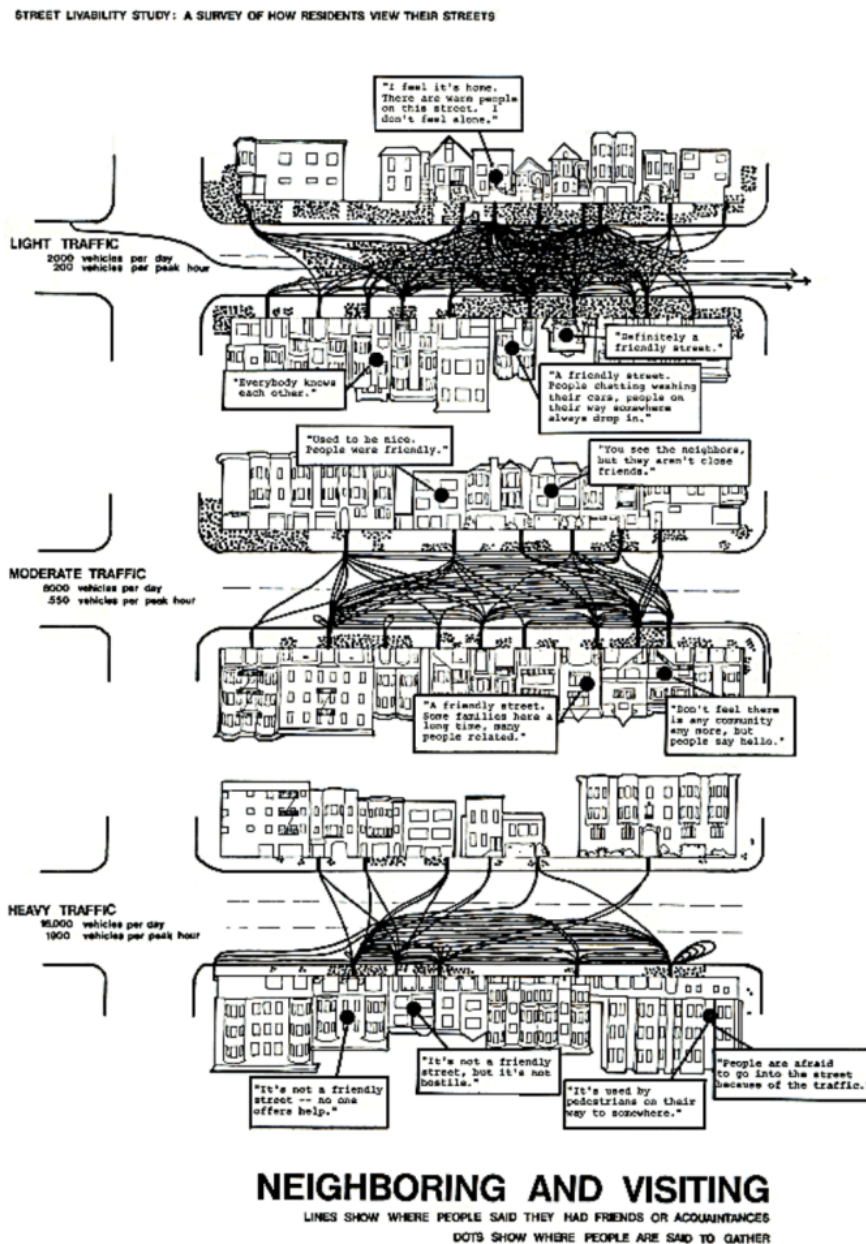 STREET LIVABILITY STUDY: A SURVEY OF HOW RESIDENTS VIEW THEIR STREETS
"I feel it's home.
There are warm people
on this street. I
don't feel alone."
LIGHT TRAFFIC
2000 vehicles per day
200 vehicles per peak hour
"Definitely a
friendly street."
"Everybody knows
each other."
"A friendly street.
People chatting washing
their cars, people on
their way somewhere
always drop in."
"Used to be nice.
People were friendly."
"You see the neighbors,
but they aren't close
friends."
MODERATE TRAFFIC
8000 vehicles per day
550 vehicles per peak hour
"A friendly street.
Some families here a
long time, many
people related."
"Don't feel there
is any community
any more, but
people say hello."
HEAVY TRAFFIC
16,000 vehicles per day
1900 vehicles per peak hour
"It's not a friendly
street -- no one
offers help."
"It's not a friendly
street, but it's not
hostile."
"It's used by
pedestrians on their
way to somewhere."
"People are afraid
to go into the street
because of the traffic."
NEIGHBORING AND VISITING
LINES SHOW WHERE PEOPLE SAID THEY HAD FRIENDS OR ACQUAINTANCES
DOTS SHOW WHERE PEOPLE ARE SAID TO GATHER